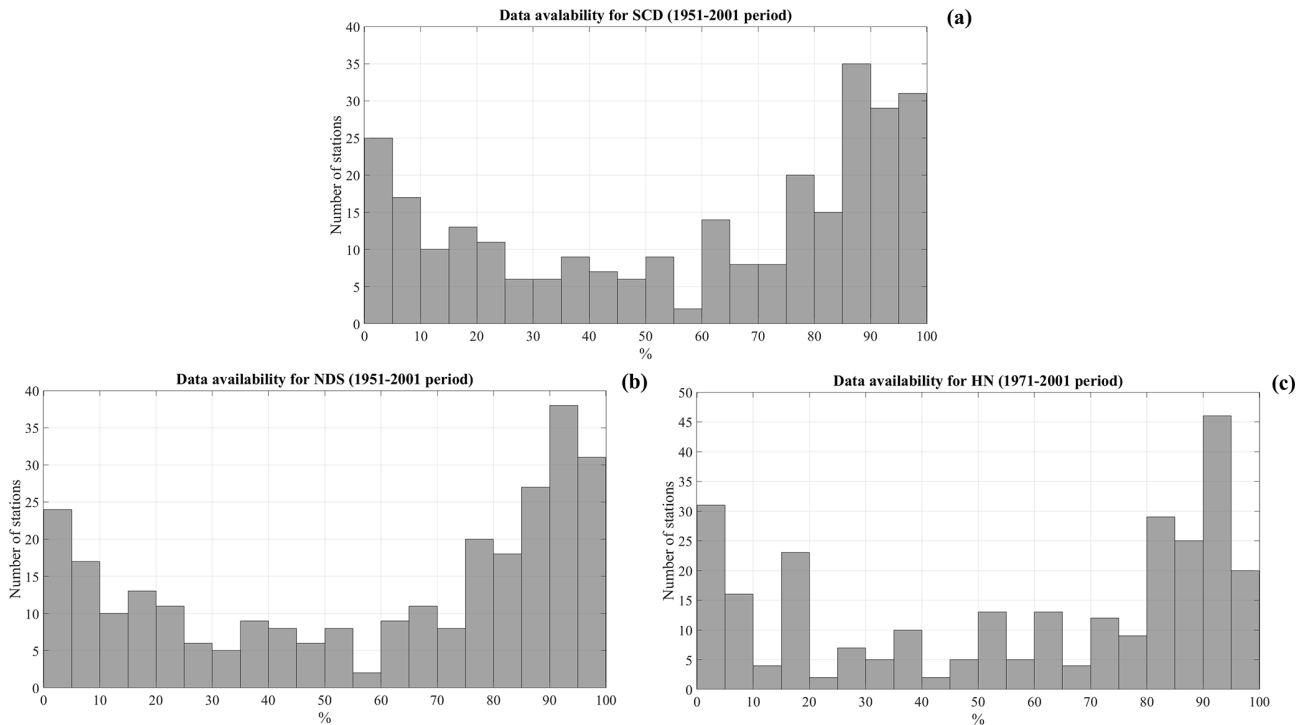 Data avalability for SCD (1951-2001 period)
(a)
40
35
30
25
20
15
10
5
0
Number of stations
0 10 20 30 40 50 60 70 80 90 100
%
Data availability for NDS (1951-2001 period)
(b)
40
35
30
25
20
15
10
5
0
Number of stations
0 10 20 30 40 50 60 70 80 90 100
%
Data availability for HN (1971-2001 period)
(c)
50
45
40
35
30
25
20
15
10
5
0
Number of stations
0 10 20 30 40 50 60 70 80 90 100
%